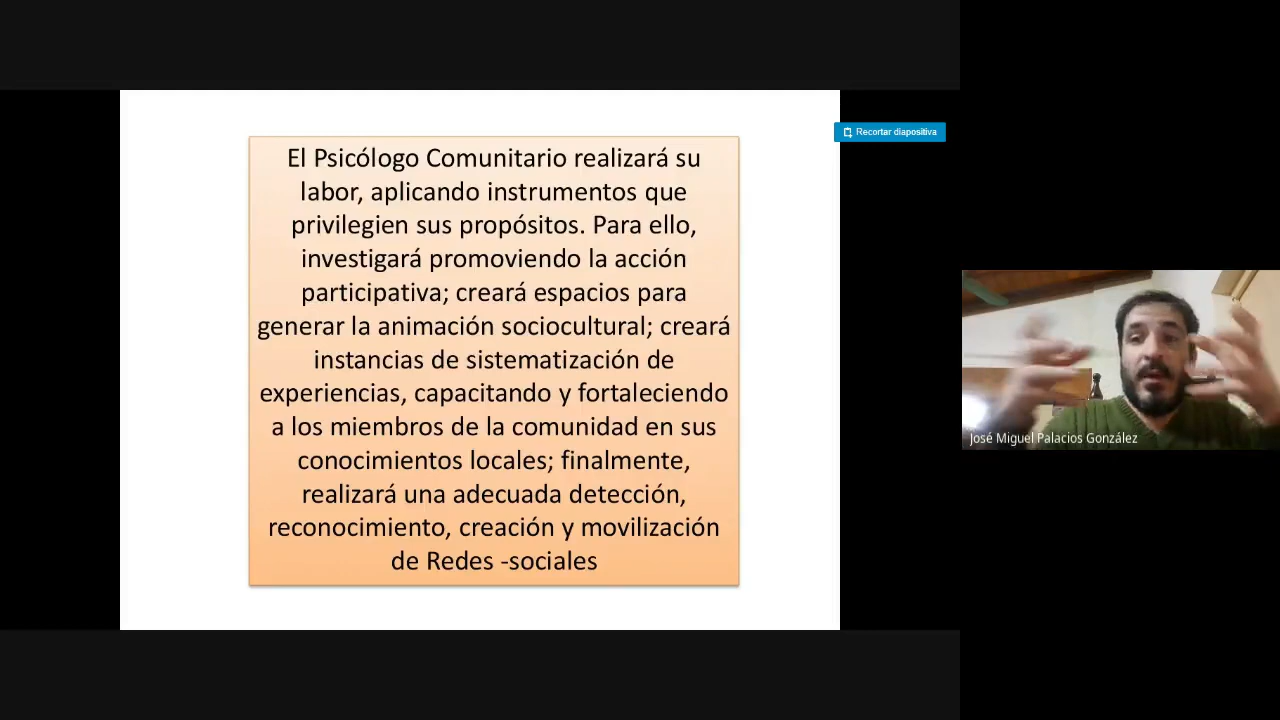 El Psicólogo Comunitario realizará su
labor, aplicando instrumentos que
privilegien sus propósitos. Para ello,
investigará promoviendo la acción
participativa; creará espacios para
generar la animación sociocultural; creará
instancias de sistematización de
experiencias, capacitando y fortaleciendo
a los miembros de la comunidad en sus
conocimientos locales; finalmente,
realizará una adecuada detección,
reconocimiento, creación y movilización
de Redes -sociales
Recortar diapositiva
José Miguel Palacios González